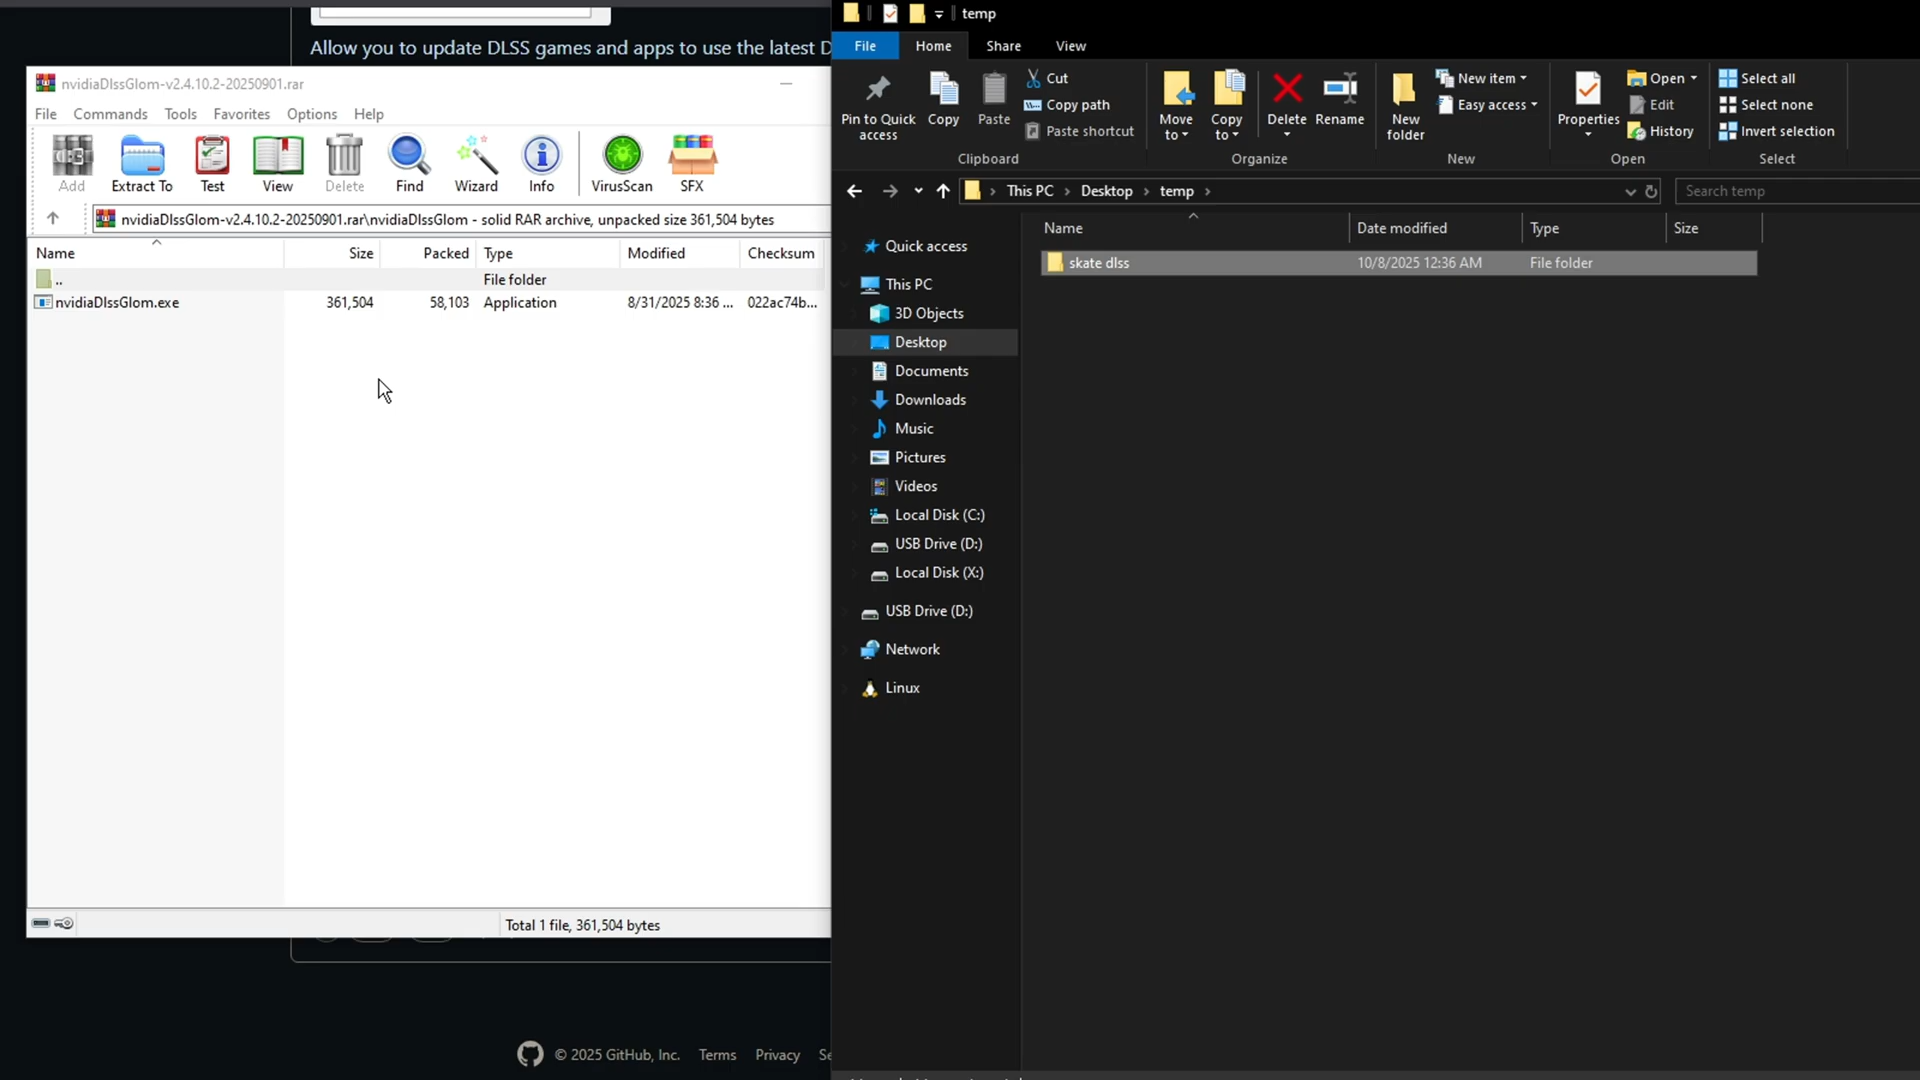 Allow you to update DLSS games and apps to use the latest D
nvidiaDlssGlom-v2.4.10.2-20250901.rar
File Commands Tools Favorites Options Help
Add Extract To Test View Delete Find Wizard Info VirusScan SFX
nvidiaDlssGlom-v2.4.10.2-20250901.rar\nvidiaDlssGlom - solid RAR archive, unpacked size 361,504 bytes
Name Size Packed Type Modified Checksum
.. File folder
nvidiaDlssGlom.exe 361,504 58,103 Application 8/31/2025 8:36 ... 022ac74b...
Total 1 file, 361,504 bytes
© 2025 GitHub, Inc. Terms Privacy Se
temp
File Home Share View
Pin to Quick access
Copy
Paste
Cut
Copy path
Paste shortcut
Clipboard
Move to
Copy to
Delete
Rename
Organize
New folder
New item
Easy access
New
Properties
Open
Edit
History
Open
Select all
Select none
Invert selection
Select
This PC Desktop temp
Search temp
Name Date modified Type Size
skate dlss 10/8/2025 12:36 AM File folder
Quick access
This PC
3D Objects
Desktop
Documents
Downloads
Music
Pictures
Videos
Local Disk (C:)
USB Drive (D:)
Local Disk (X:)
USB Drive (D:)
Network
Linux